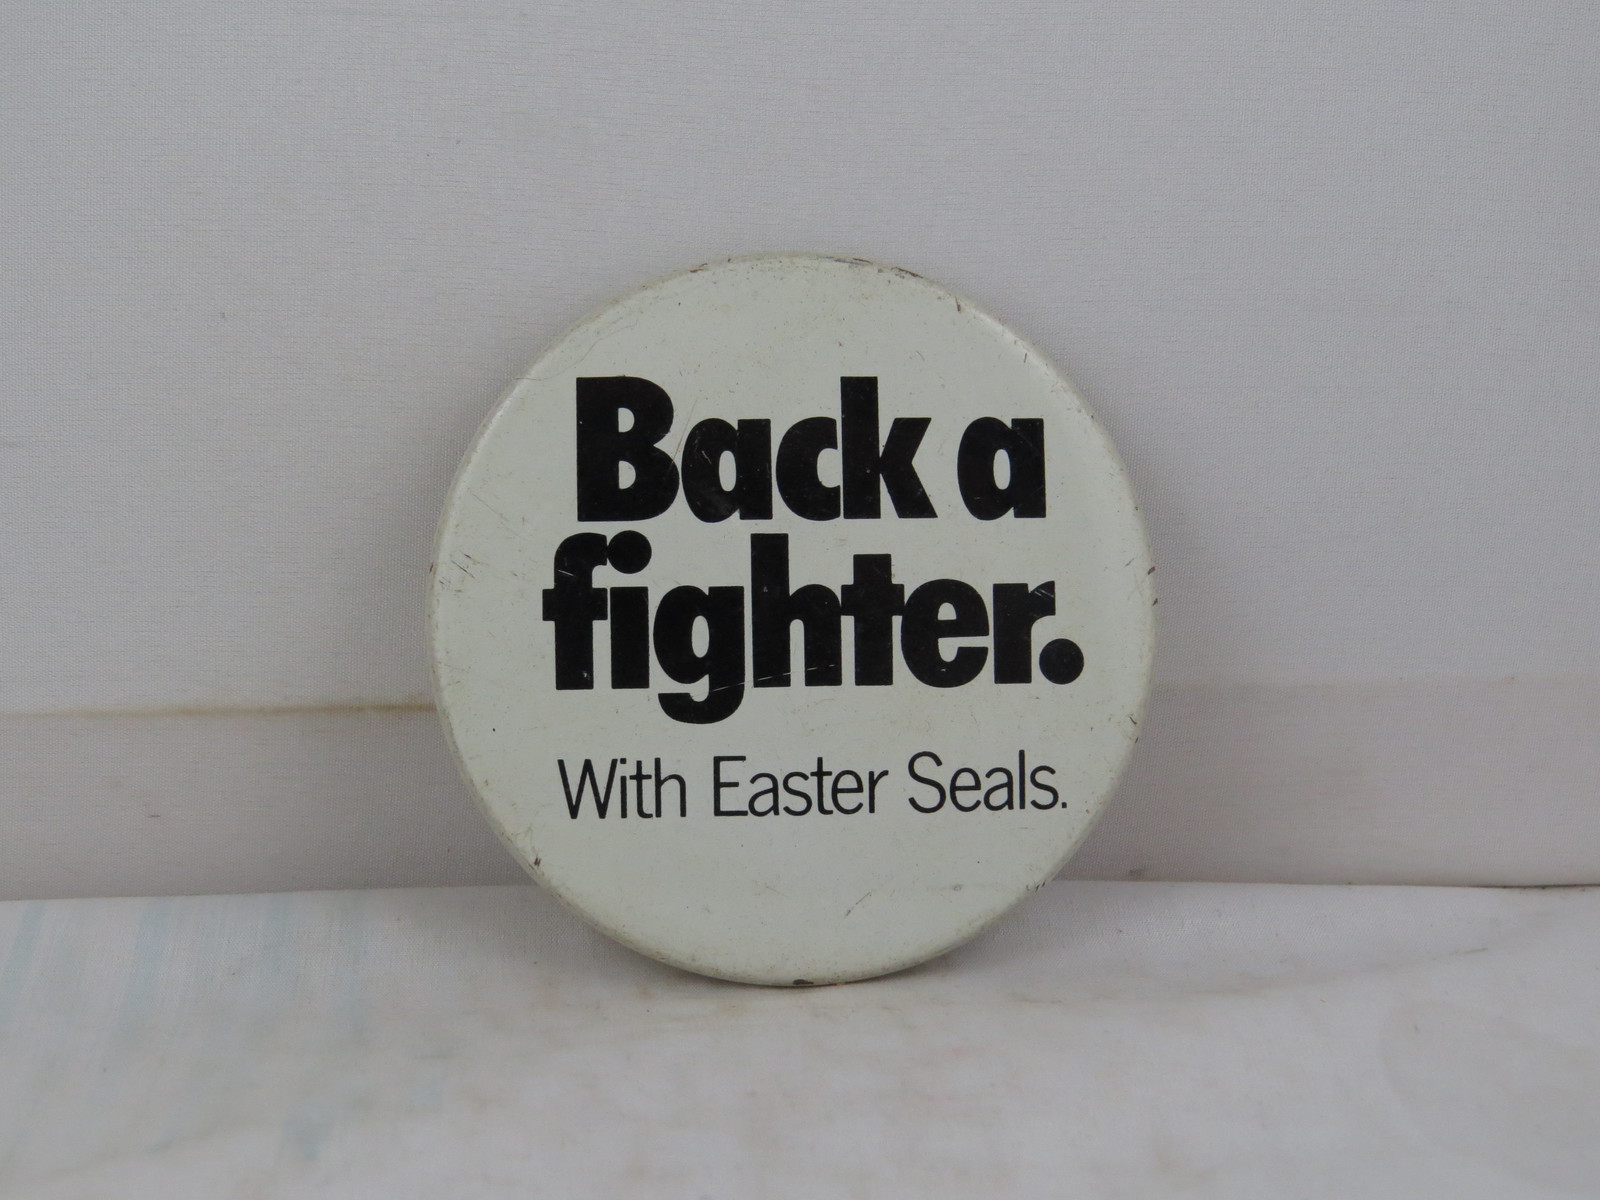 Back a
fighter.
With Easter Seals.